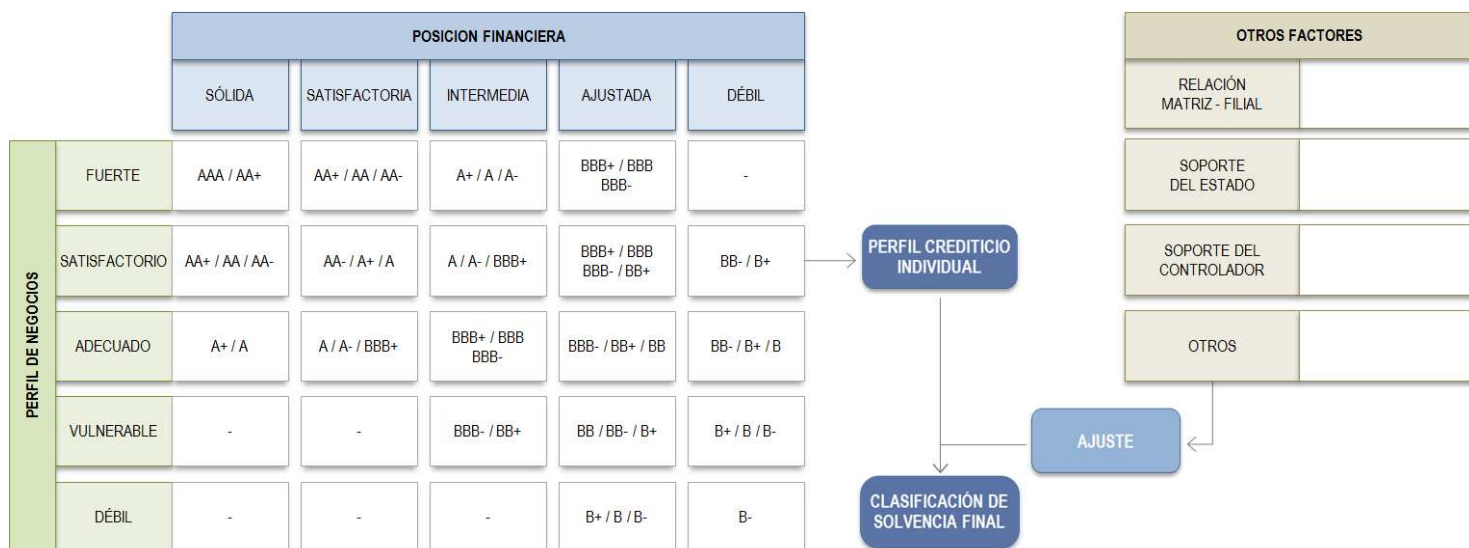 POSICION FINANCIERA
SÓLIDA
SATISFACTORIA
INTERMEDIA
AJUSTADA
DÉBIL
PERFIL DE NEGOCIOS
FUERTE
AAA / AA+
AA+ / AA / AA-
A+ / A / A-
BBB+ / BBB
BBB-
-
SATISFACTORIO
AA+ / AA / AA-
AA- / A+ / A
A / A- / BBB+
BBB+ / BBB
BBB- / BB+
BB- / B+
ADECUADO
A+ / A
A / A- / BBB+
BBB+ / BBB
BBB-
BBB- / BB+ / BB
BB- / B+ / B
VULNERABLE
-
-
BBB- / BB+
BB / BB- / B+
B+ / B / B-
DÉBIL
-
-
-
B+ / B / B-
B-
PERFIL CREDITICIO
INDIVIDUAL
CLASIFICACIÓN DE
SOLVENCIA FINAL
OTROS FACTORES
RELACIÓN
MATRIZ - FILIAL
SOPORTE
DEL ESTADO
SOPORTE DEL
CONTROLADOR
OTROS
AJUSTE